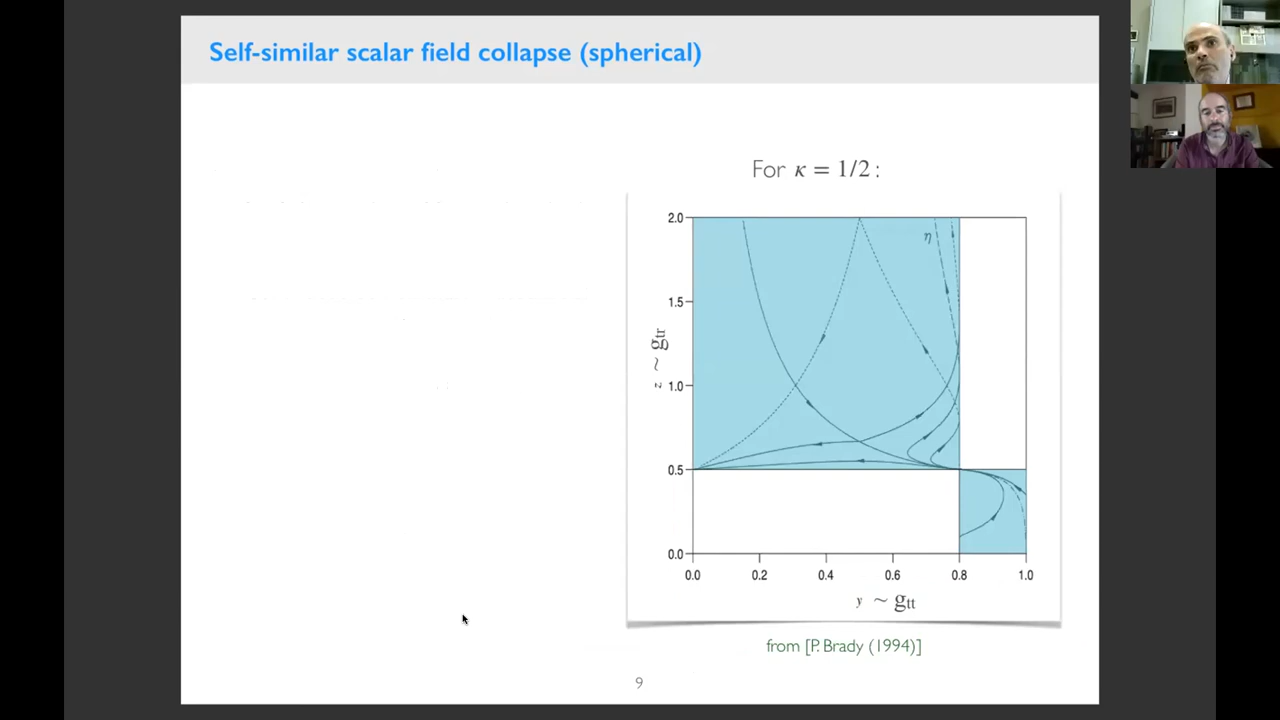 Self-similar scalar field collapse (spherical)
For κ = 1/2 :
2.0
η
1.5
z ~ gtr
1.0
0.5
0.0
0.0 0.2 0.4 0.6 0.8 1.0
y ~ gtt
from [P. Brady (1994)]
9